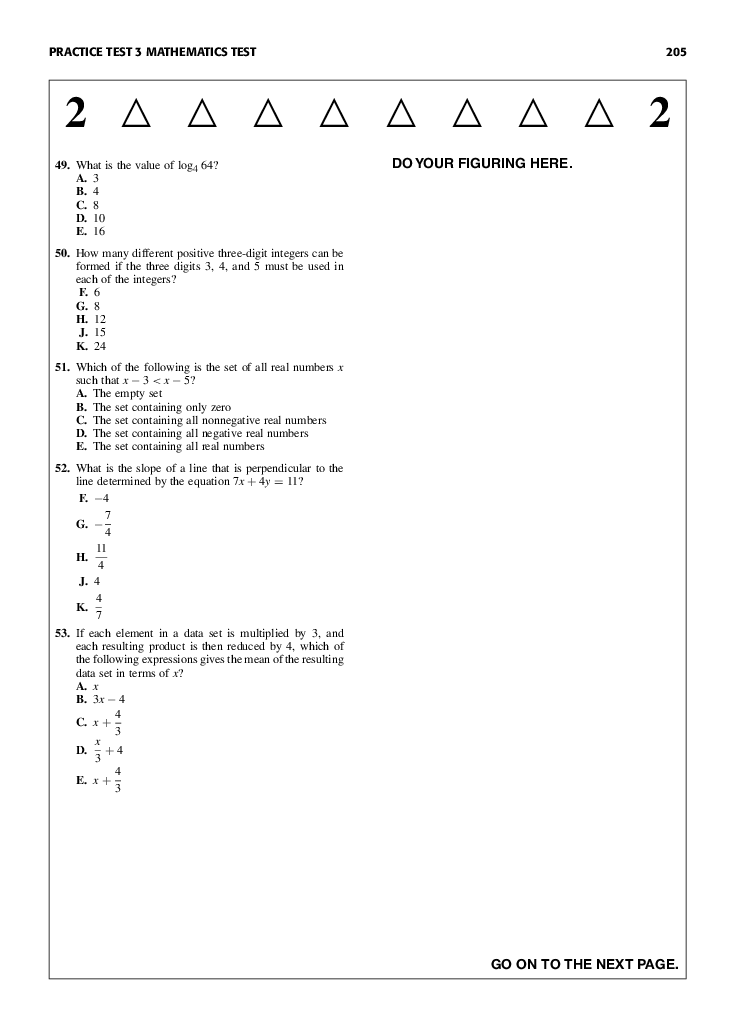 PRACTICE TEST 3 MATHEMATICS TEST 205
2 △ △ △ △ △ △ △ △ 2
DO YOUR FIGURING HERE.
49. What is the value of log₄ 64?
A. 3
B. 4
C. 8
D. 10
E. 16
50. How many different positive three-digit integers can be
formed if the three digits 3, 4, and 5 must be used in
each of the integers?
F. 6
G. 8
H. 12
J. 15
K. 24
51. Which of the following is the set of all real numbers x
such that x − 3 < x − 5?
A. The empty set
B. The set containing only zero
C. The set containing all nonnegative real numbers
D. The set containing all negative real numbers
E. The set containing all real numbers
52. What is the slope of a line that is perpendicular to the
line determined by the equation 7x + 4y = 11?
F. −4
G. −7/4
H. 11/4
J. 4
K. 4/7
53. If each element in a data set is multiplied by 3, and
each resulting product is then reduced by 4, which of
the following expressions gives the mean of the resulting
data set in terms of x?
A. x
B. 3x − 4
C. x + 4/3
D. x/3 + 4
E. x + 4/3
GO ON TO THE NEXT PAGE.